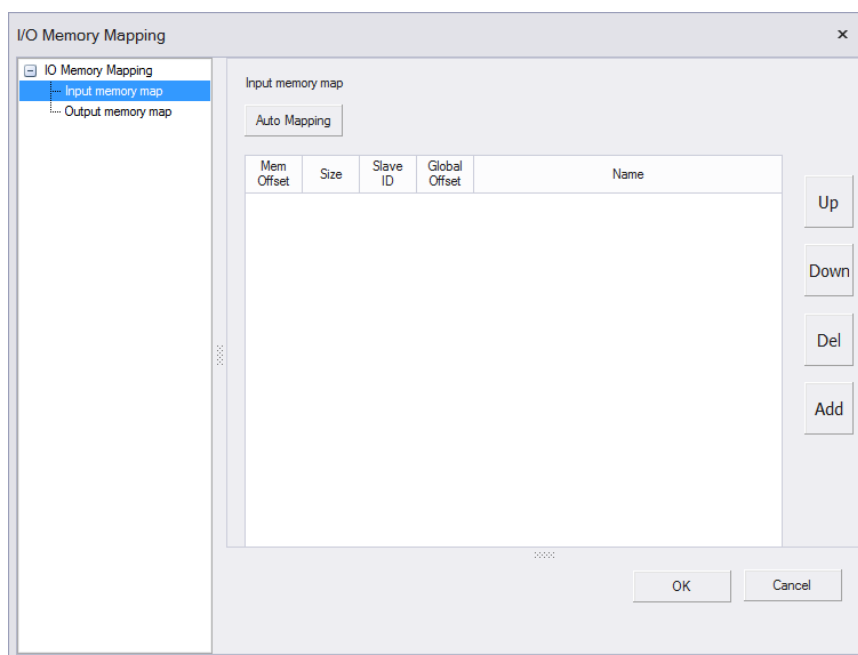 I/O Memory Mapping
IO Memory Mapping
Input memory map
Output memory map
Input memory map
Auto Mapping
Mem Offset
Size
Slave ID
Global Offset
Name
Up
Down
Del
Add
OK
Cancel